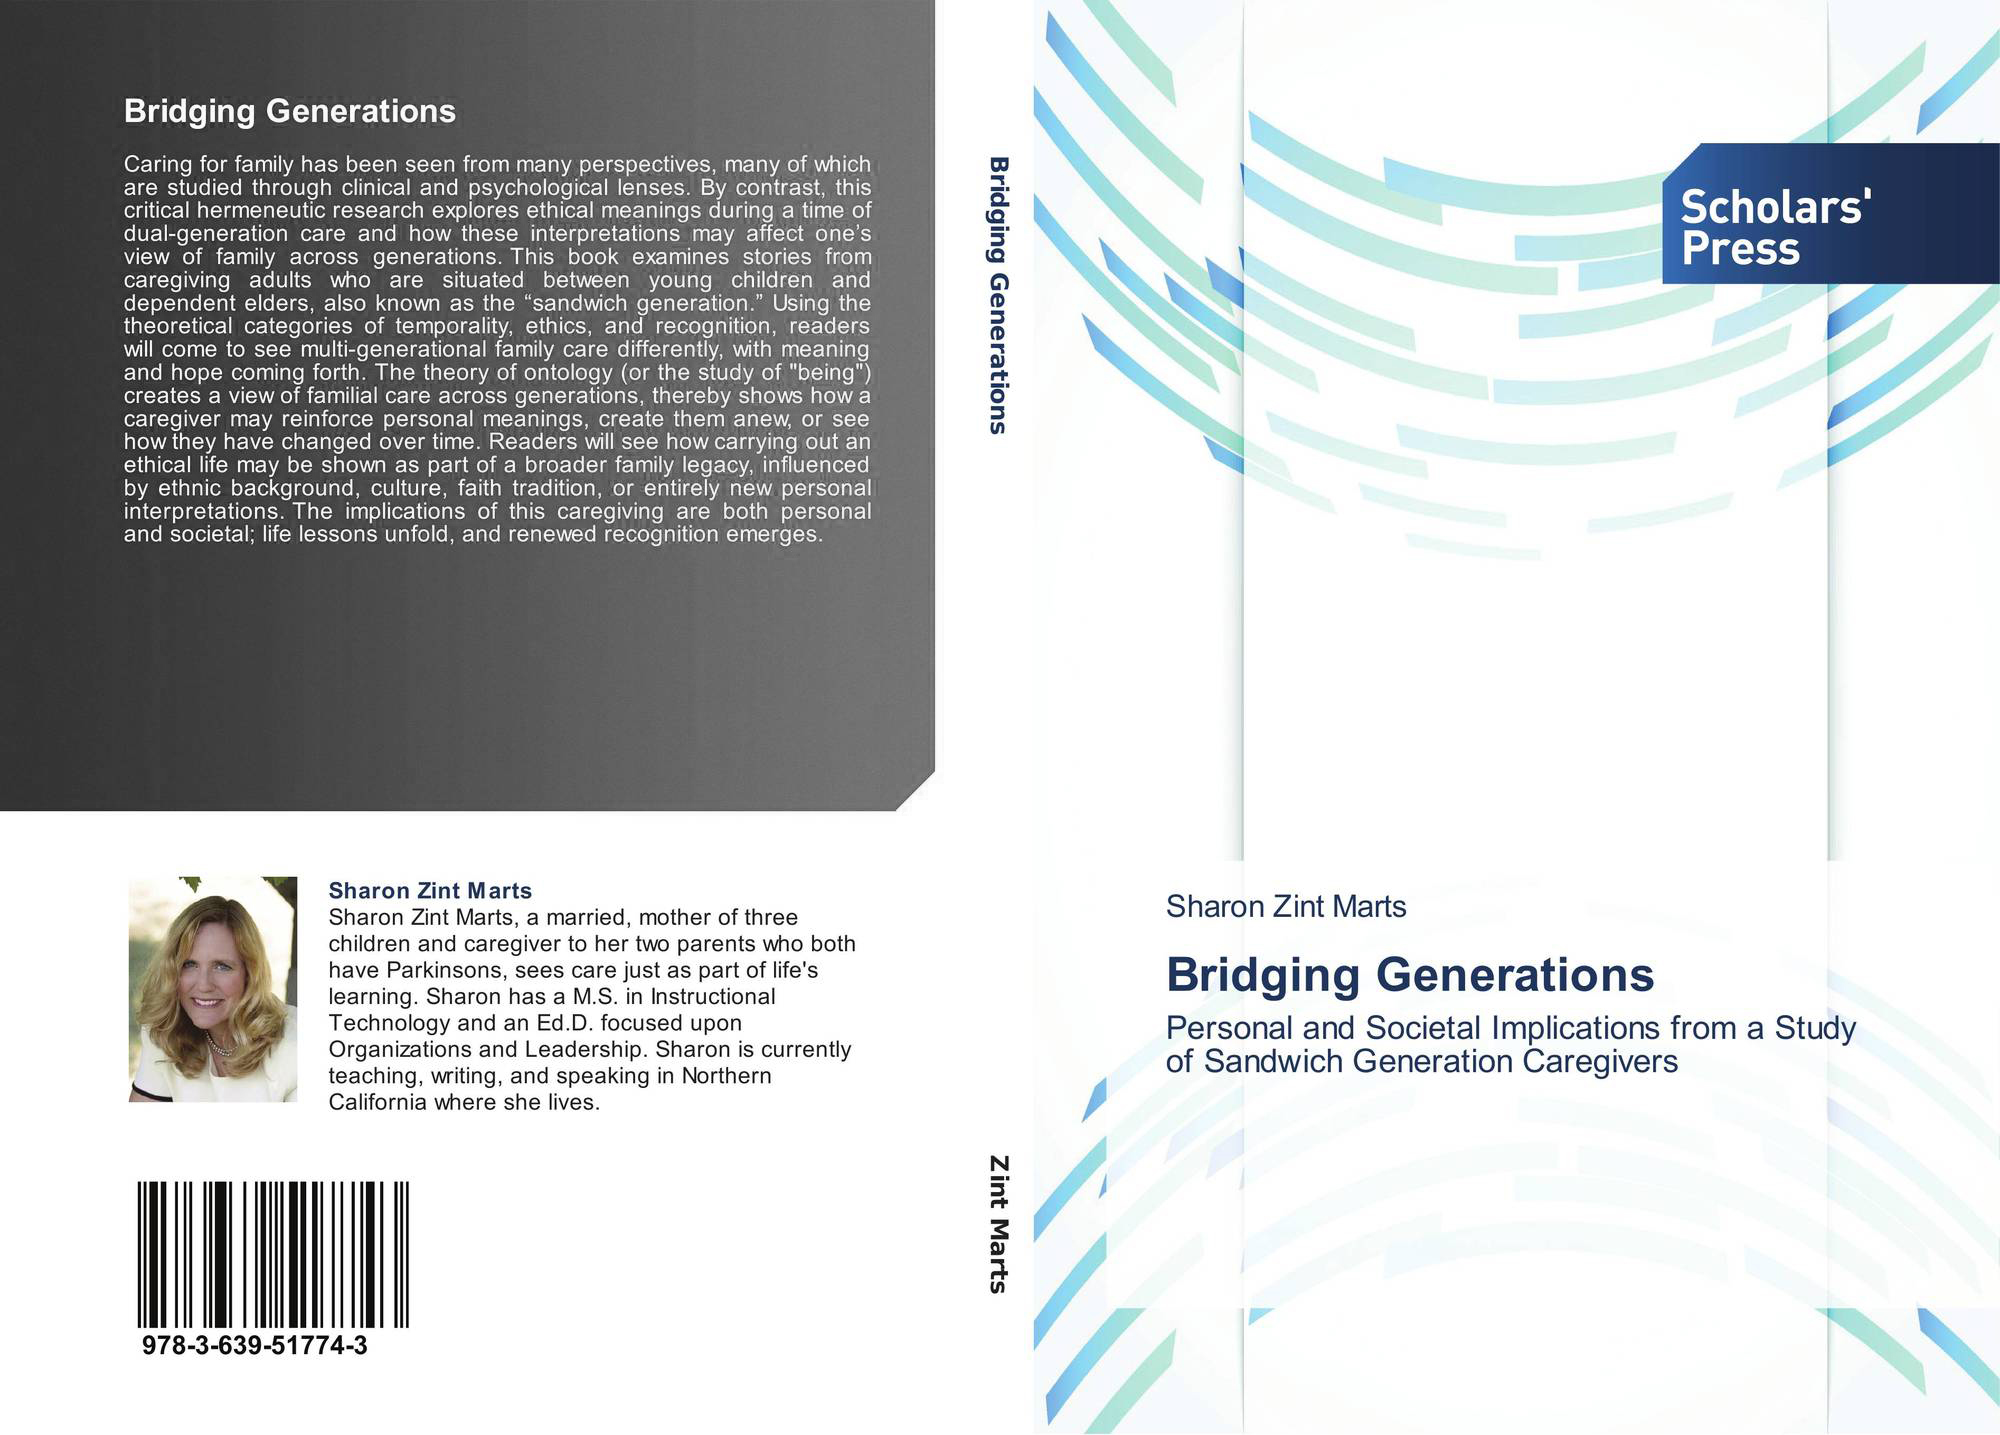 Bridging Generations
Caring for family has been seen from many perspectives, many of which
are studied through clinical and psychological lenses. By contrast, this
critical hermeneutic research explores ethical meanings during a time of
dual-generation care and how these interpretations may affect one’s
view of family across generations. This book examines stories from
caregiving adults who are situated between young children and
dependent elders, also known as the “sandwich generation.” Using the
theoretical categories of temporality, ethics, and recognition, readers
will come to see multi-generational family care differently, with meaning
and hope coming forth. The theory of ontology (or the study of "being")
creates a view of familial care across generations, thereby shows how a
caregiver may reinforce personal meanings, create them anew, or see
how they have changed over time. Readers will see how carrying out an
ethical life may be shown as part of a broader family legacy, influenced
by ethnic background, culture, faith tradition, or entirely new personal
interpretations. The implications of this caregiving are both personal
and societal; life lessons unfold, and renewed recognition emerges.
Sharon Zint Marts
Sharon Zint Marts, a married, mother of three
children and caregiver to her two parents who both
have Parkinsons, sees care just as part of life's
learning. Sharon has a M.S. in Instructional
Technology and an Ed.D. focused upon
Organizations and Leadership. Sharon is currently
teaching, writing, and speaking in Northern
California where she lives.
978-3-639-51774-3
Bridging Generations
Zint Marts
Scholars'
Press
Sharon Zint Marts
Bridging Generations
Personal and Societal Implications from a Study
of Sandwich Generation Caregivers